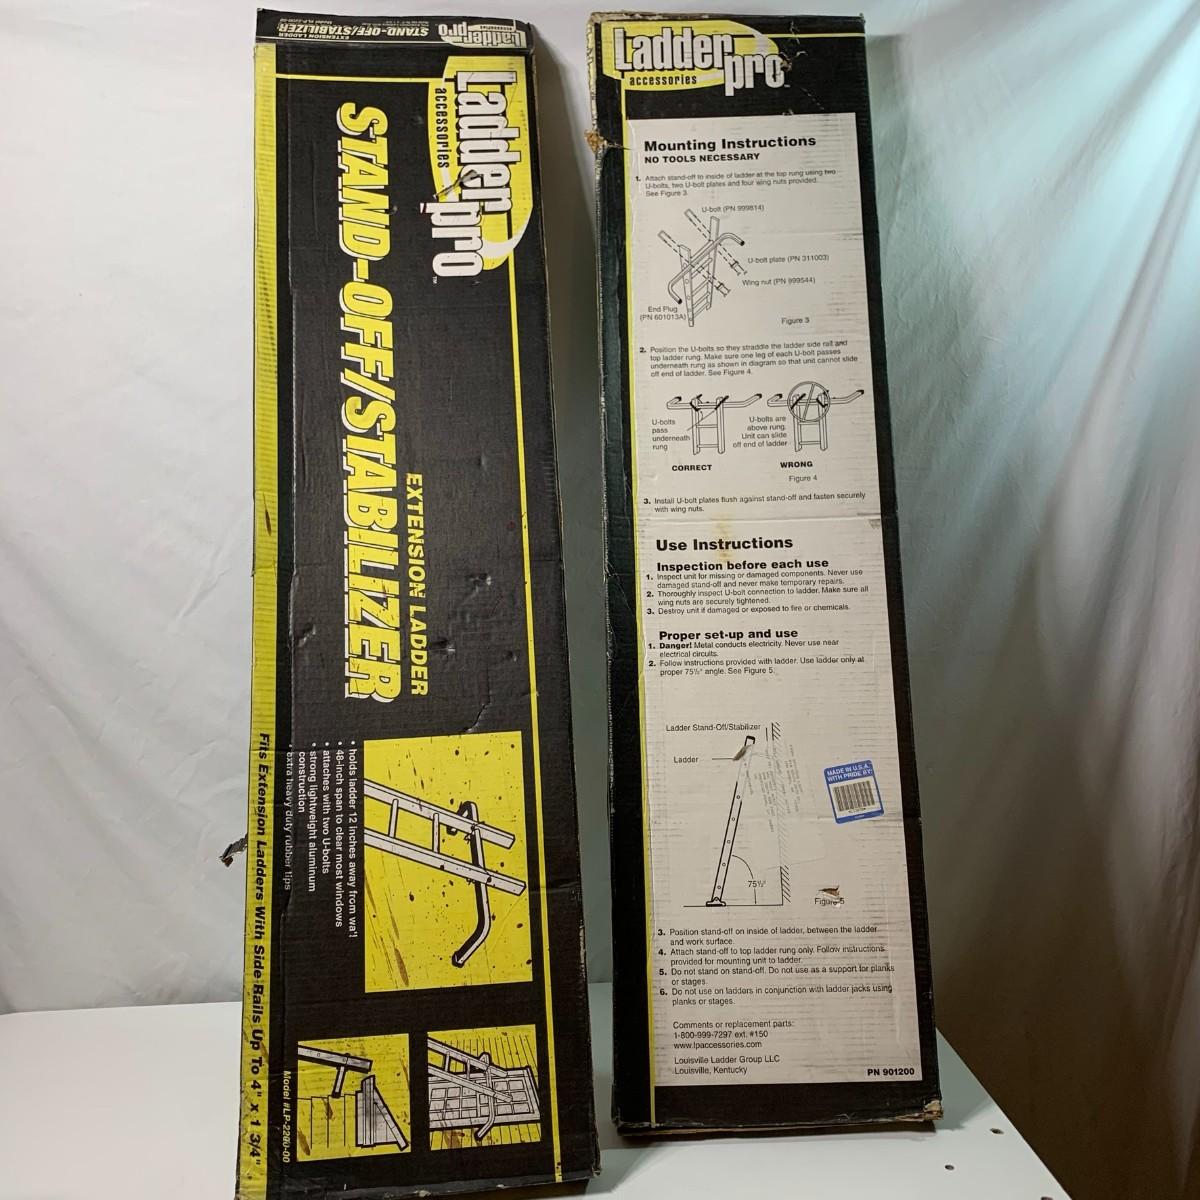 EXTENSION LADDER
STAND-OFF/STABILIZER
Ladder
pro
accessories
Ladder
accessories
pro™
EXTENSION LADDER
STAND-OFF/STABILIZER
• holds ladder 12 inches away from wall
• 48-inch span to clear most windows
• attaches with two U-bolts
• strong lightweight aluminum
construction
• extra heavy duty rubber tips
Model #LP-2200-00
Fits Extension Ladders With Side Rails Up To 4" x 1 3/4"
Ladder
accessories
pro™
Mounting Instructions
NO TOOLS NECESSARY
1. Attach stand-off to inside of ladder at the top rung using two
U-bolts, two U-bolt plates and four wing nuts provided.
See Figure 3.
U-bolt (PN 999814)
U-bolt plate (PN 311003)
Wing nut (PN 999544)
End Plug
(PN 601013A)
Figure 3
2. Position the U-bolts so they straddle the ladder side rail and
top ladder rung. Make sure one leg of each U-bolt passes
underneath rung as shown in diagram so that unit cannot slide
off end of ladder. See Figure 4.
U-bolts
pass
underneath
rung
U-bolts are
above rung.
Unit can slide
off end of ladder
CORRECT
WRONG
Figure 4
3. Install U-bolt plates flush against stand-off and fasten securely
with wing nuts.
Use Instructions
Inspection before each use
1. Inspect unit for missing or damaged components. Never use
damaged stand-off and never make temporary repairs.
2. Thoroughly inspect U-bolt connection to ladder. Make sure all
wing nuts are securely tightened.
3. Destroy unit if damaged or exposed to fire or chemicals.
Proper set-up and use
1. Danger! Metal conducts electricity. Never use near
electrical circuits.
2. Follow instructions provided with ladder. Use ladder only at
proper 75½° angle. See Figure 5.
Ladder Stand-Off/Stabilizer
Ladder
MADE IN U.S.A.
WITH PRIDE BY:
75½°
Figure 5
3. Position stand-off on inside of ladder, between the ladder
and work surface.
4. Attach stand-off to top ladder rung only. Follow instructions
provided for mounting unit to ladder.
5. Do not stand on stand-off. Do not use as a support for planks
or stages.
6. Do not use on ladders in conjunction with ladder jacks using
planks or stages.
Comments or replacement parts:
1-800-999-7297 ext. #150
www.lpaccessories.com
Louisville Ladder Group LLC
Louisville, Kentucky
PN 901200